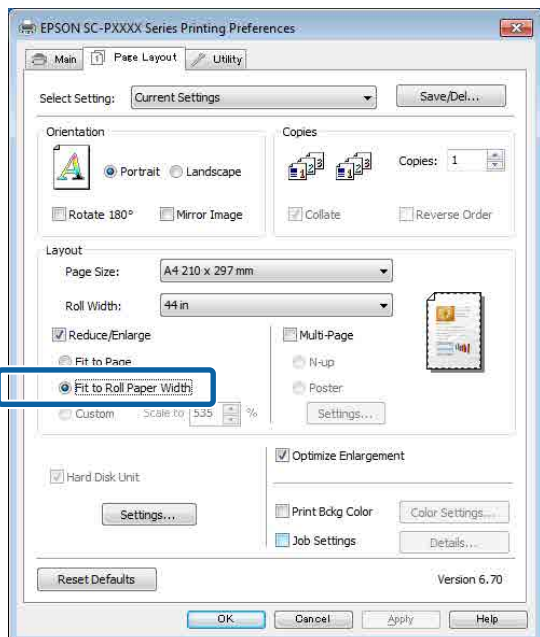 EPSON SC-PXXXX Series Printing Preferences
Main Page Layout Utility
Select Setting: Current Settings Save/Del...
Orientation Copies
Portrait Landscape Copies: 1
Rotate 180° Mirror Image Collate Reverse Order
Layout
Page Size: A4 210 x 297 mm
Roll Width: 44 in
Reduce/Enlarge Multi-Page
Fit to Page N-up
Fit to Roll Paper Width Poster
Custom Scale to 535 % Settings...
Optimize Enlargement
Hard Disk Unit
Settings... Print Bckg Color Color Settings...
Job Settings Details...
Reset Defaults Version 6.70
OK Cancel Apply Help